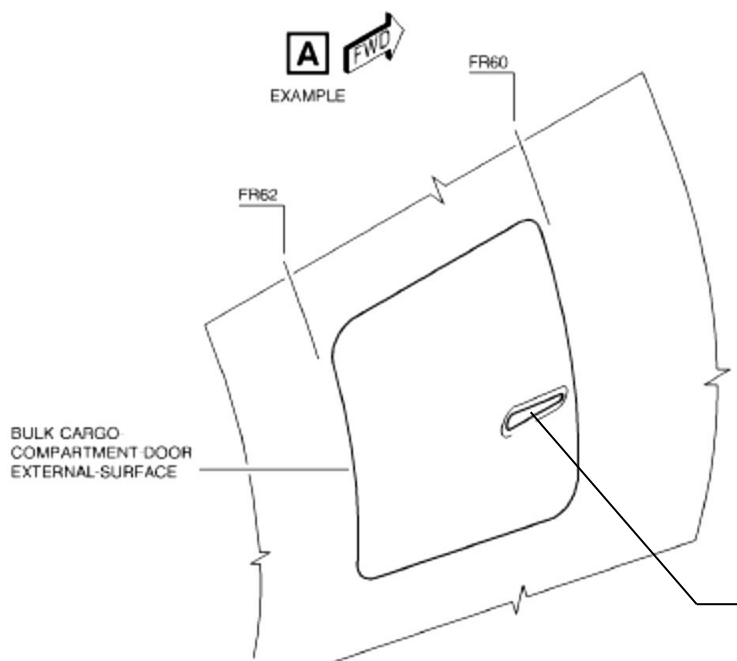 A
FWD
EXAMPLE
FR60
FR62
BULK CARGO
COMPARTMENT DOOR
EXTERNAL SURFACE